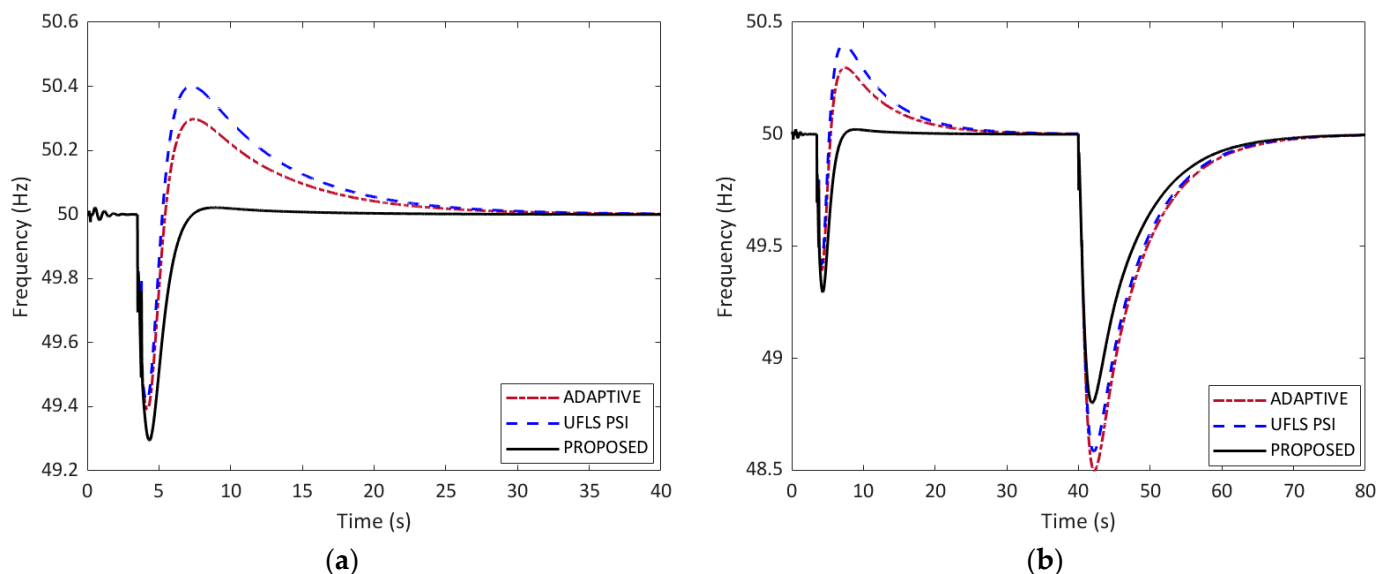 50.6
50.4
50.2
50
49.8
49.6
49.4
49.2
Frequency (Hz)
0 5 10 15 20 25 30 35 40
Time (s)
ADAPTIVE
UFLS PSI
PROPOSED
(a)
50.5
50
49.5
49
48.5
Frequency (Hz)
0 10 20 30 40 50 60 70 80
Time (s)
ADAPTIVE
UFLS PSI
PROPOSED
(b)